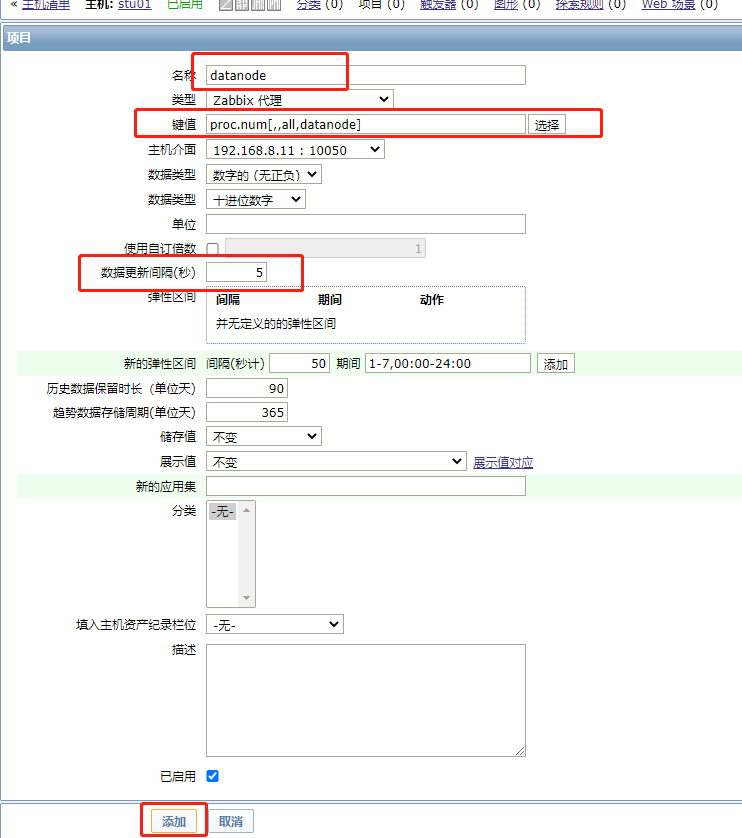 « 主机清单 主机: stu01 已启用 分类 (0) 项目 (0) 触发器 (0) 图形 (0) 探索规则 (0) Web 场景 (0)
项目
名称 datanode
类型 Zabbix 代理
键值 proc.num[,,all,datanode] 选择
主机介面 192.168.8.11 : 10050
数据类型 数字的 (无正负)
数据类型 十进位数字
单位
使用自订倍数 1
数据更新间隔(秒) 5
弹性区间 间隔 期间 动作
并无定义的的弹性区间
新的弹性区间 间隔(秒计) 50 期间 1-7,00:00-24:00 添加
历史数据保留时长 (单位天) 90
趋势数据存储周期(单位天) 365
储存值 不变
展示值 不变 展示值对应
新的应用集
分类 -无-
填入主机资产纪录栏位 -无-
描述
已启用
添加 取消